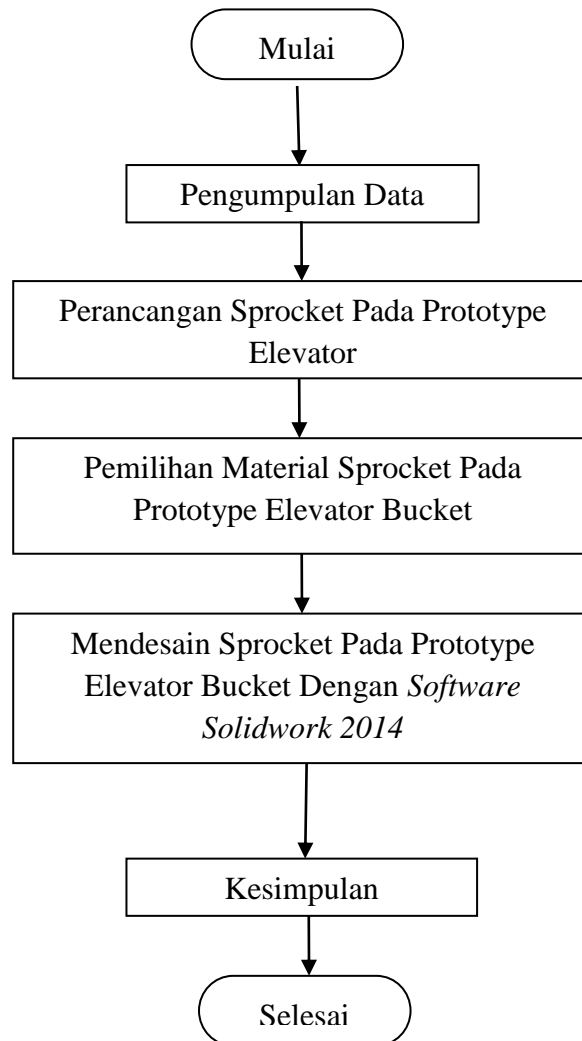 Mulai
Pengumpulan Data
Perancangan Sprocket Pada Prototype
Elevator
Pemilihan Material Sprocket Pada
Prototype Elevator Bucket
Mendesain Sprocket Pada Prototype
Elevator Bucket Dengan Software
Solidwork 2014
Kesimpulan
Selesai